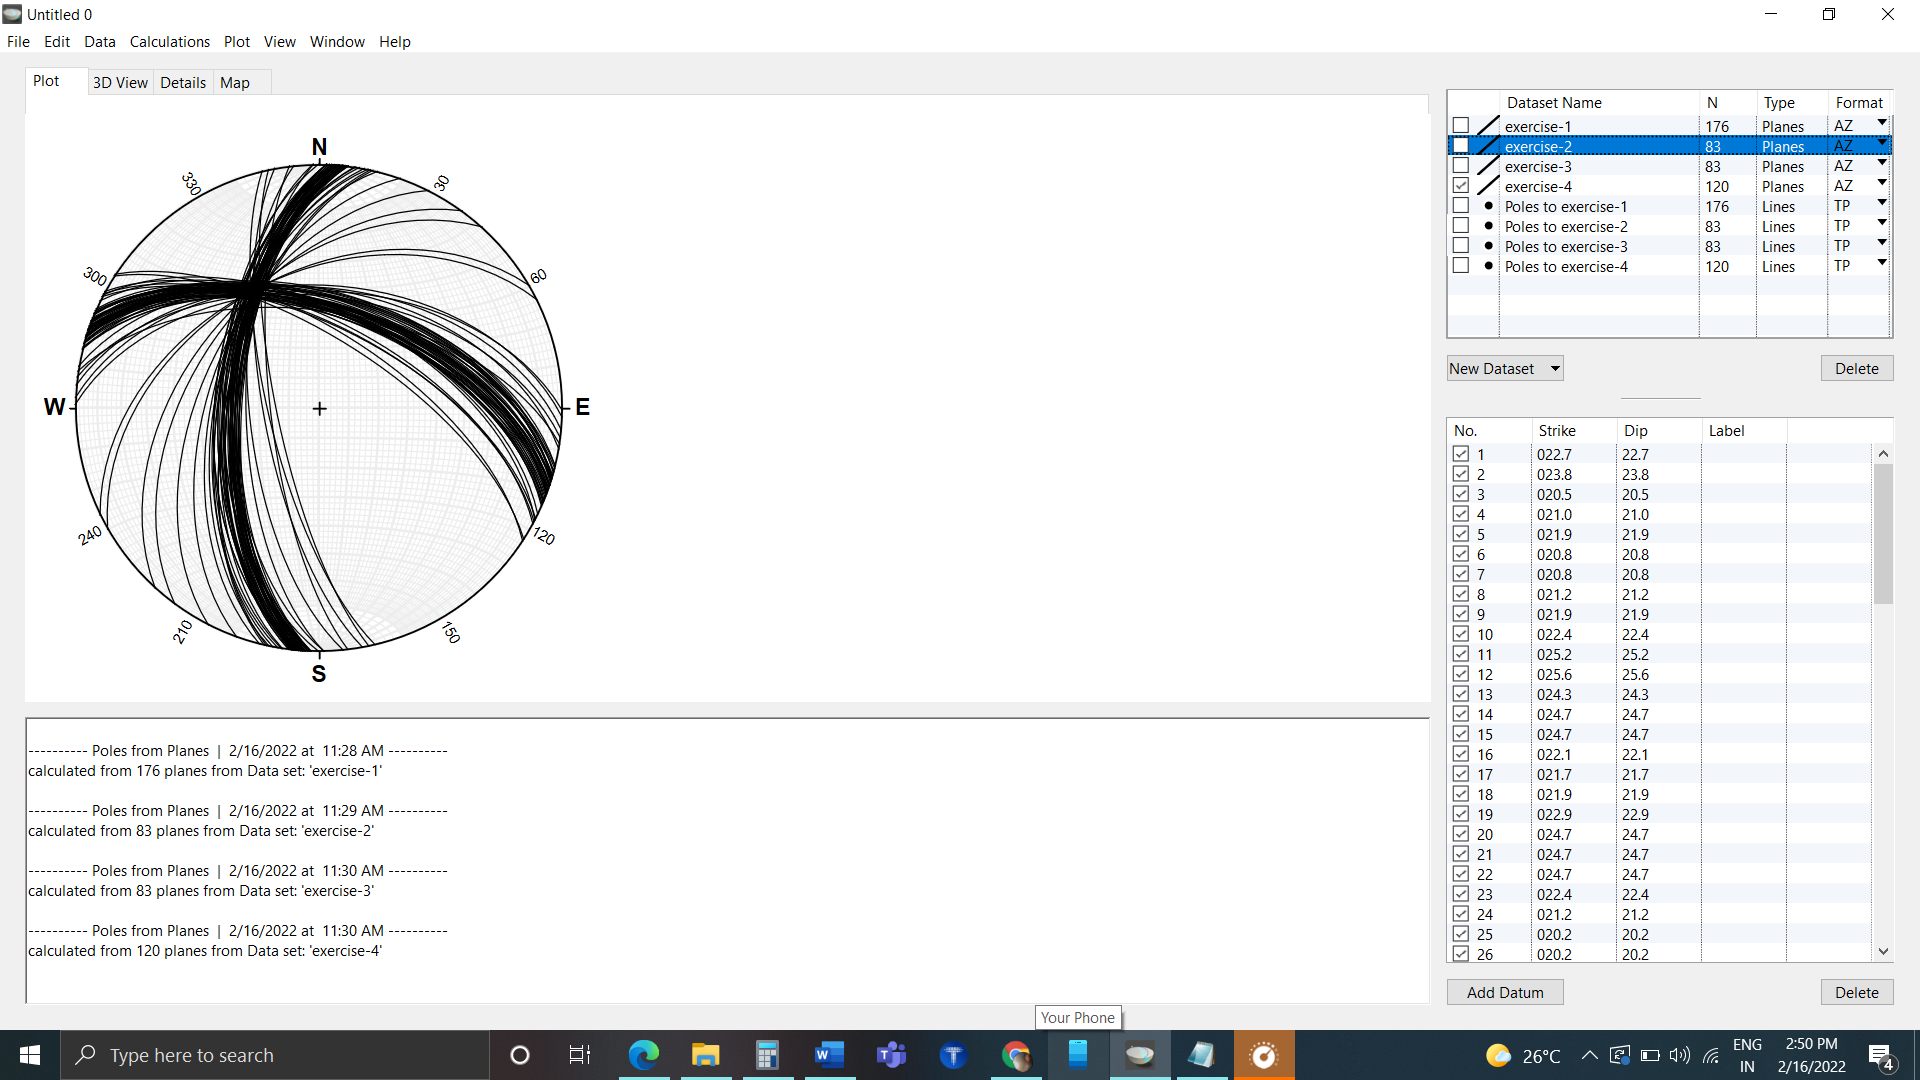 Untitled 0
File Edit Data Calculations Plot View Window Help
Plot 3D View Details Map
N
30
60
E
120
150
S
210
240
W
300
330
Dataset Name N Type Format
exercise-1 176 Planes AZ
exercise-2 83 Planes AZ
exercise-3 83 Planes AZ
exercise-4 120 Planes AZ
Poles to exercise-1 176 Lines TP
Poles to exercise-2 83 Lines TP
Poles to exercise-3 83 Lines TP
Poles to exercise-4 120 Lines TP
New Dataset Delete
No. Strike Dip Label
1 022.7 22.7
2 023.8 23.8
3 020.5 20.5
4 021.0 21.0
5 021.9 21.9
6 020.8 20.8
7 020.8 20.8
8 021.2 21.2
9 021.9 21.9
10 022.4 22.4
11 025.2 25.2
12 025.6 25.6
13 024.3 24.3
14 024.7 24.7
15 024.7 24.7
16 022.1 22.1
17 021.7 21.7
18 021.9 21.9
19 022.9 22.9
20 024.7 24.7
21 024.7 24.7
22 024.7 24.7
23 022.4 22.4
24 021.2 21.2
25 020.2 20.2
26 020.2 20.2
Add Datum Delete
---------- Poles from Planes | 2/16/2022 at 11:28 AM ----------
calculated from 176 planes from Data set: 'exercise-1'
---------- Poles from Planes | 2/16/2022 at 11:29 AM ----------
calculated from 83 planes from Data set: 'exercise-2'
---------- Poles from Planes | 2/16/2022 at 11:30 AM ----------
calculated from 83 planes from Data set: 'exercise-3'
---------- Poles from Planes | 2/16/2022 at 11:30 AM ----------
calculated from 120 planes from Data set: 'exercise-4'
Your Phone
Type here to search
26°C
ENG
IN
2:50 PM
2/16/2022
4